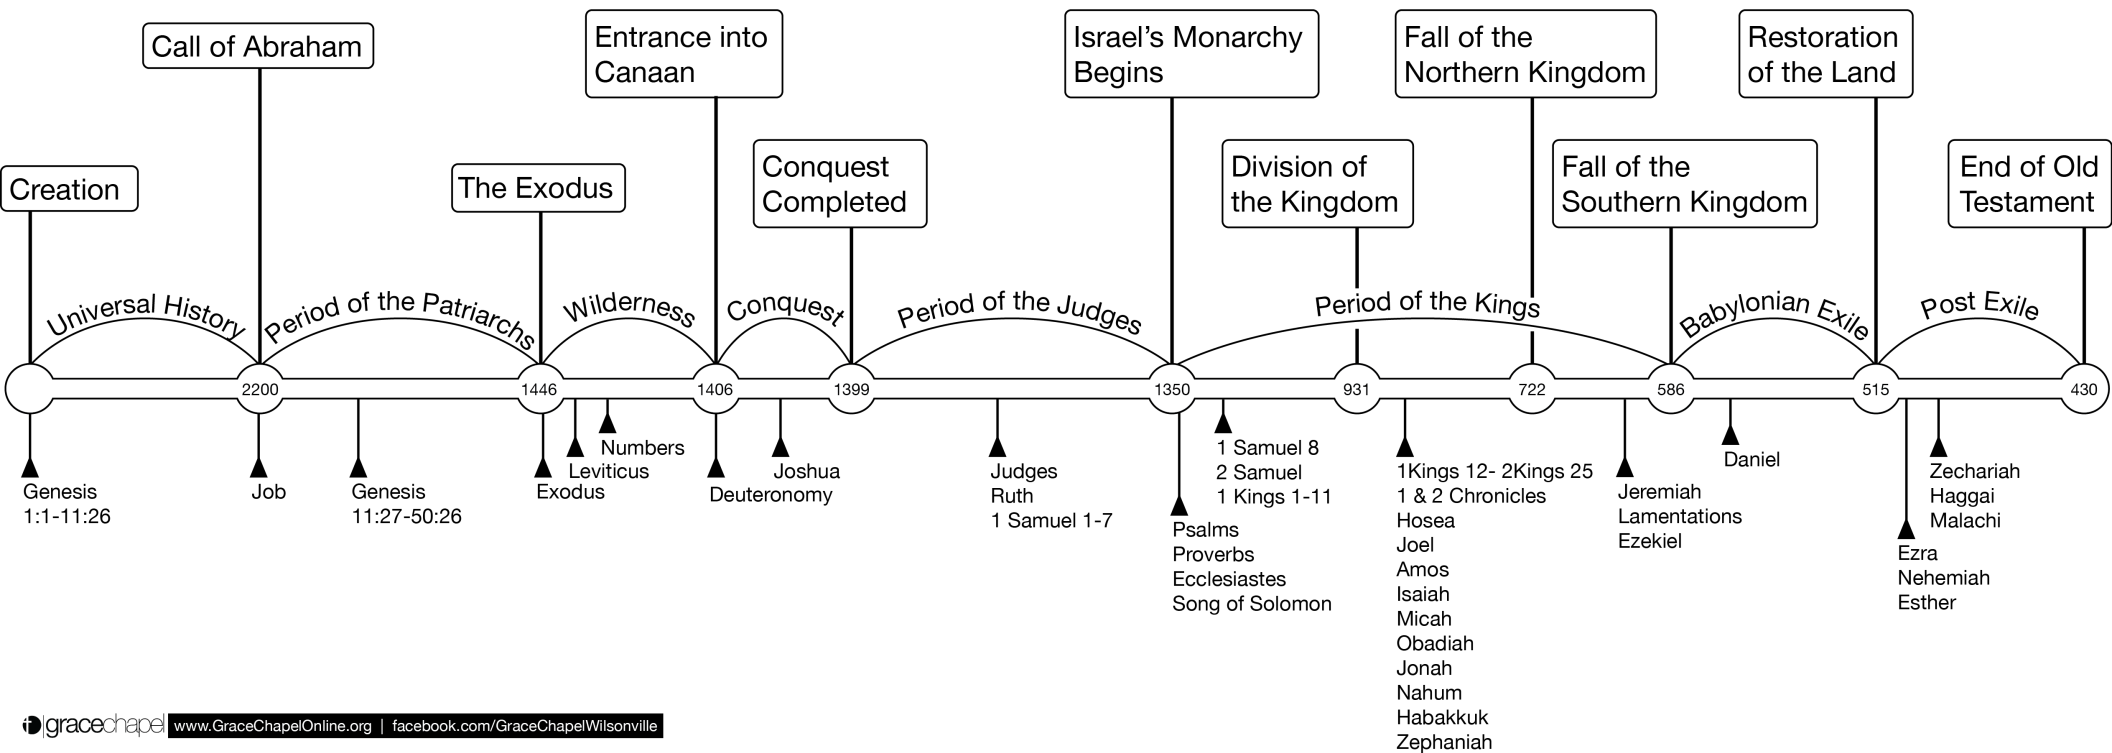 Call of Abraham
Entrance into
Canaan
Israel's Monarchy
Begins
Fall of the
Northern Kingdom
Restoration
of the Land
Creation
The Exodus
Conquest
Completed
Division of
the Kingdom
Fall of the
Southern Kingdom
End of Old
Testament
Universal History
Period of the Patriarchs
Wilderness
Conquest
Period of the Judges
Period of the Kings
Babylonian Exile
Post Exile
2200
1446
1406
1399
1350
931
722
586
515
430
Genesis
1:1-11:26
Job
Genesis
11:27-50:26
Exodus
Leviticus
Numbers
Deuteronomy
Joshua
Judges
Ruth
1 Samuel 1-7
Psalms
Proverbs
Ecclesiastes
Song of Solomon
1 Samuel 8
2 Samuel
1 Kings 1-11
1Kings 12- 2Kings 25
1 & 2 Chronicles
Hosea
Joel
Amos
Isaiah
Micah
Obadiah
Jonah
Nahum
Habakkuk
Zephaniah
Jeremiah
Lamentations
Ezekiel
Daniel
Ezra
Nehemiah
Esther
Zechariah
Haggai
Malachi
gracechapel
www.GraceChapelOnline.org | facebook.com/GraceChapelWilsonville